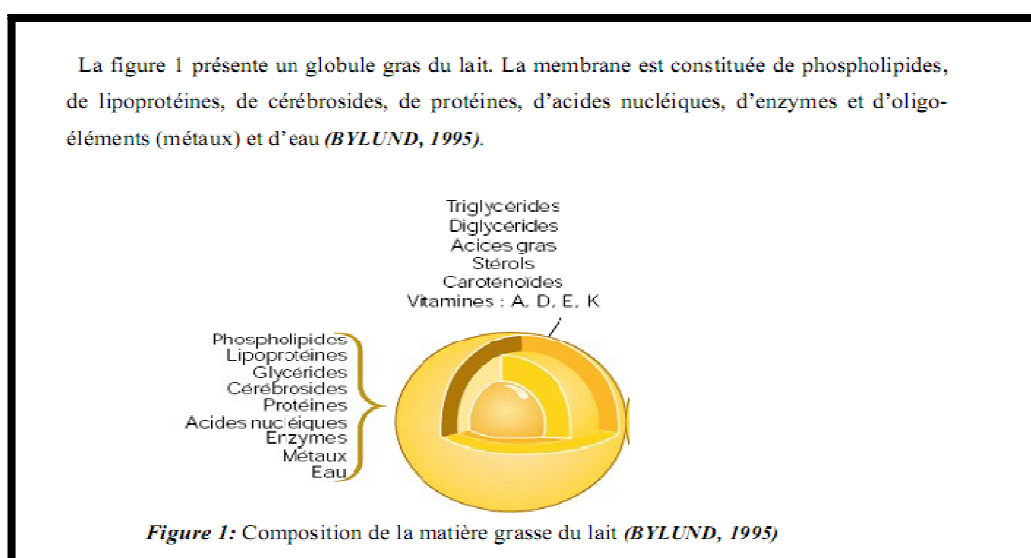 La figure 1 présente un globule gras du lait. La membrane est constituée de phospholipides,
de lipoprotéines, de cérébrosides, de protéines, d'acides nucléiques, d'enzymes et d'oligo-
éléments (métaux) et d'eau (BYLUND, 1995).
Triglycérides
Diglycérides
Acices gras
Stérols
Caroténoïdes
Vitamines : A, D, E, K
Phospholipides
Lipoprotéines
Glycérides
Cérébrosides
Protéines
Acides nucléiques
Enzymes
Métaux
Eau
Figure 1: Composition de la matière grasse du lait (BYLUND, 1995)